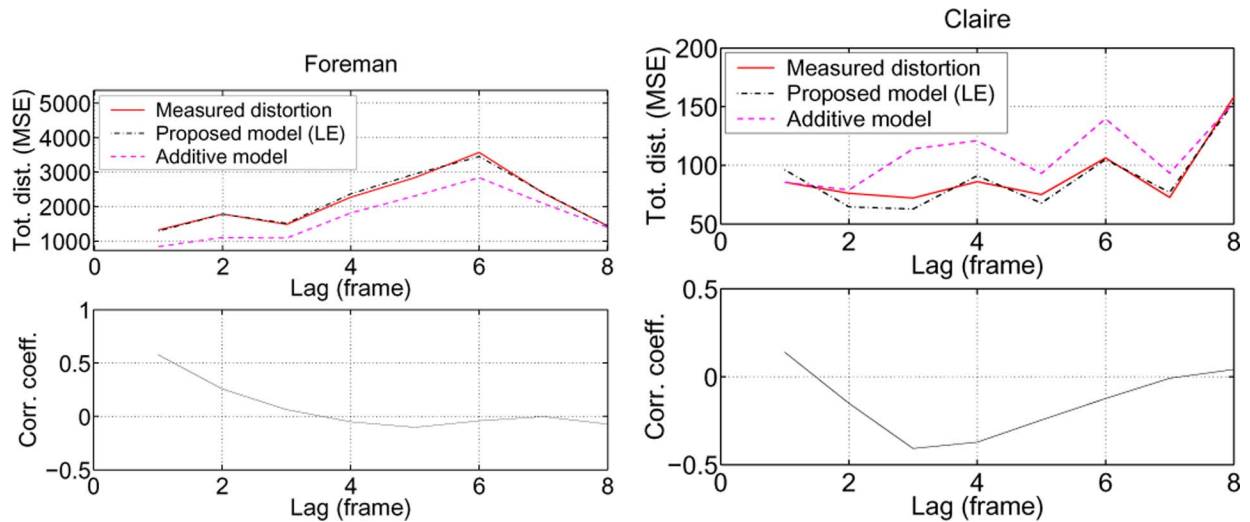 Foreman
Tot. dist. (MSE)
5000
4000
3000
2000
1000
Measured distortion
Proposed model (LE)
Additive model
0 2 4 6 8
Lag (frame)
Corr. coeff.
1
0.5
0
−0.5
0 2 4 6 8
Lag (frame)
Claire
Tot. dist. (MSE)
200
150
100
50
Measured distortion
Proposed model (LE)
Additive model
0 2 4 6 8
Lag (frame)
Corr. coeff.
0.5
0
−0.5
0 2 4 6 8
Lag (frame)